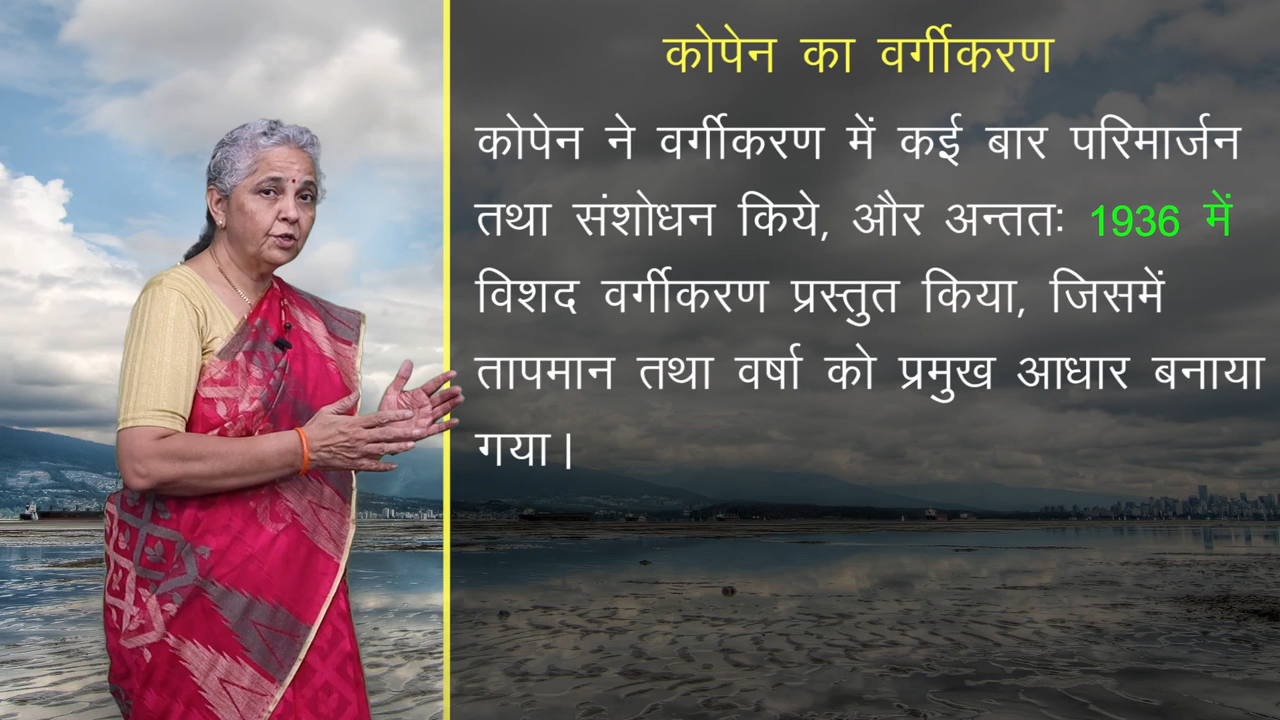 कोपेन का वर्गीकरण
कोपेन ने वर्गीकरण में कई बार परिमार्जन
तथा संशोधन किये, और अन्ततः 1936 में
विशद वर्गीकरण प्रस्तुत किया, जिसमें
तापमान तथा वर्षा को प्रमुख आधार बनाया
गया।